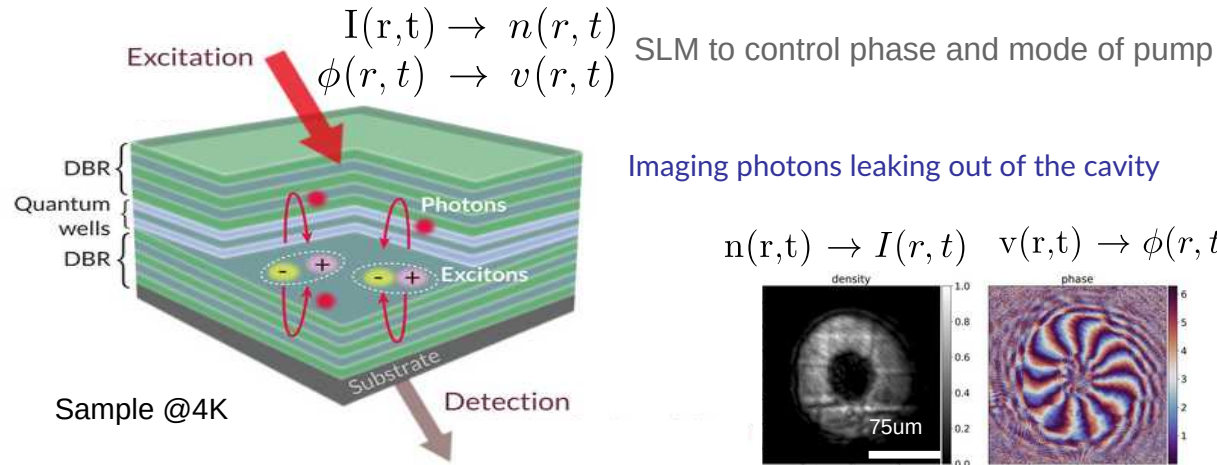 I(r,t) → n(r, t)
ϕ(r, t) → v(r, t)
SLM to control phase and mode of pump
Excitation
DBR
Quantum
wells
DBR
Photons
Excitons
- +
- +
Substrate
Detection
Sample @4K
Imaging photons leaking out of the cavity
n(r,t) → I(r, t) v(r,t) → ϕ(r, t
density
1.0
0.8
0.6
0.4
0.2
0.0
75um
phase
6
5
4
3
2
1